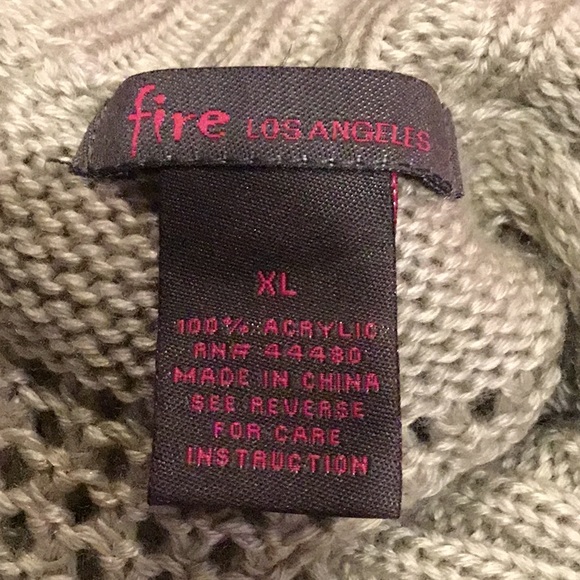 fire LOS ANGELES
XL
100% ACRYLIC
RN# 44480
MADE IN CHINA
SEE REVERSE
FOR CARE
INSTRUCTION